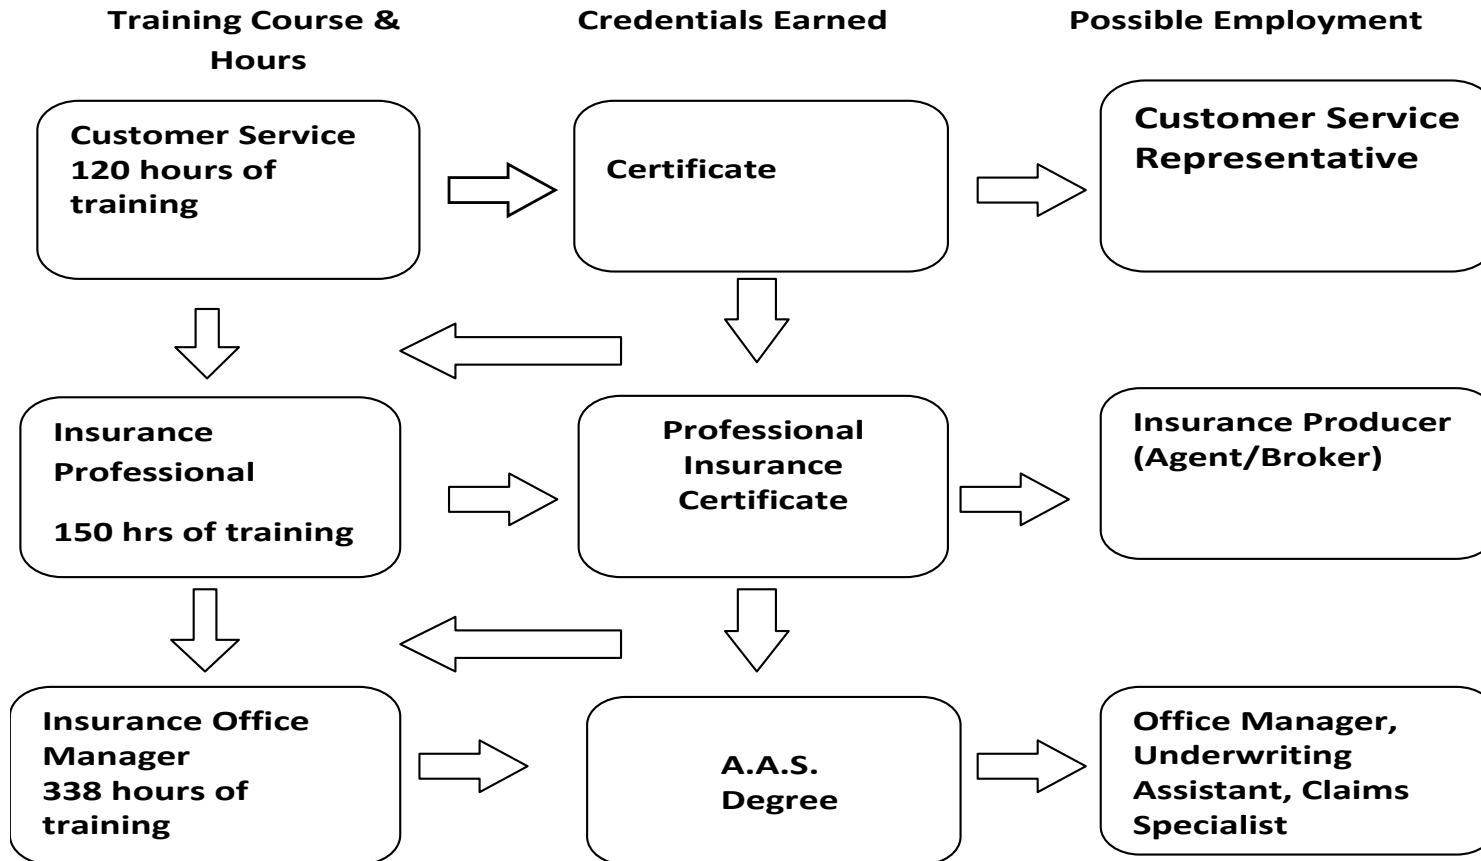 Training Course &
Hours
Credentials Earned
Possible Employment
Customer Service
120 hours of
training
Certificate
Customer Service
Representative
Insurance
Professional
150 hrs of training
Professional
Insurance
Certificate
Insurance Producer
(Agent/Broker)
Insurance Office
Manager
338 hours of
training
A.A.S.
Degree
Office Manager,
Underwriting
Assistant, Claims
Specialist